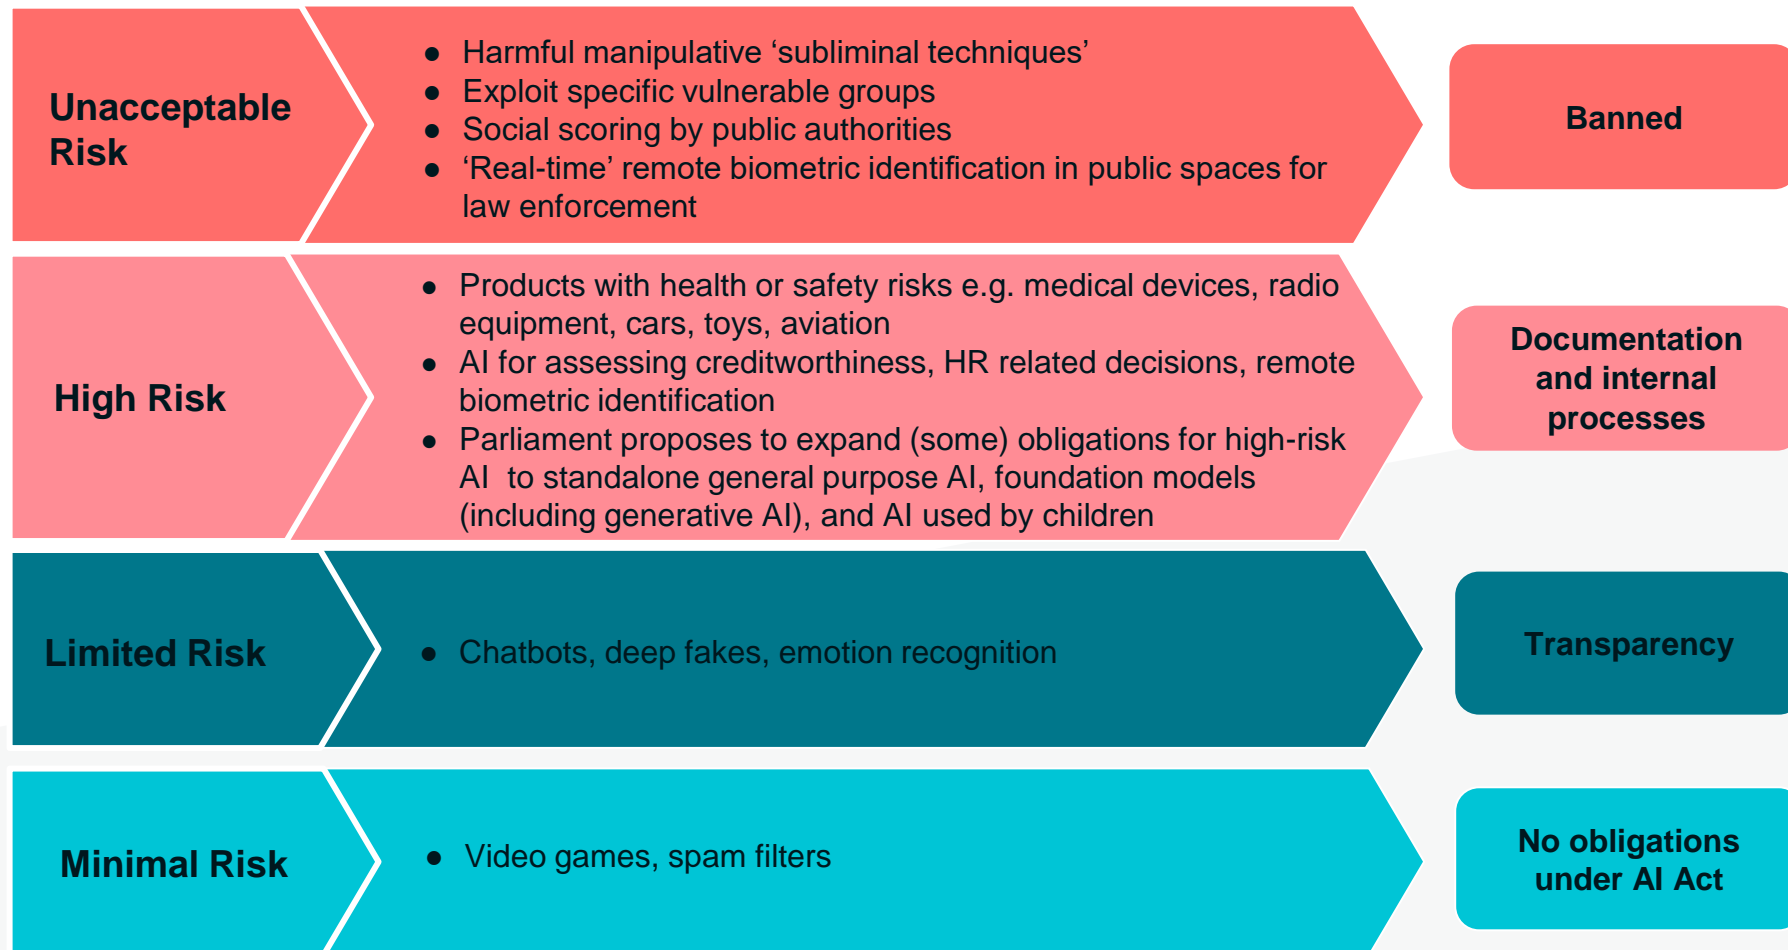 Unacceptable
Risk
● Harmful manipulative ‘subliminal techniques’
● Exploit specific vulnerable groups
● Social scoring by public authorities
● ‘Real-time’ remote biometric identification in public spaces for
law enforcement
Banned
High Risk
● Products with health or safety risks e.g. medical devices, radio
equipment, cars, toys, aviation
● AI for assessing creditworthiness, HR related decisions, remote
biometric identification
● Parliament proposes to expand (some) obligations for high-risk
AI  to standalone general purpose AI, foundation models
(including generative AI), and AI used by children
Documentation
and internal
processes
Limited Risk
● Chatbots, deep fakes, emotion recognition
Transparency
Minimal Risk
● Video games, spam filters
No obligations
under AI Act